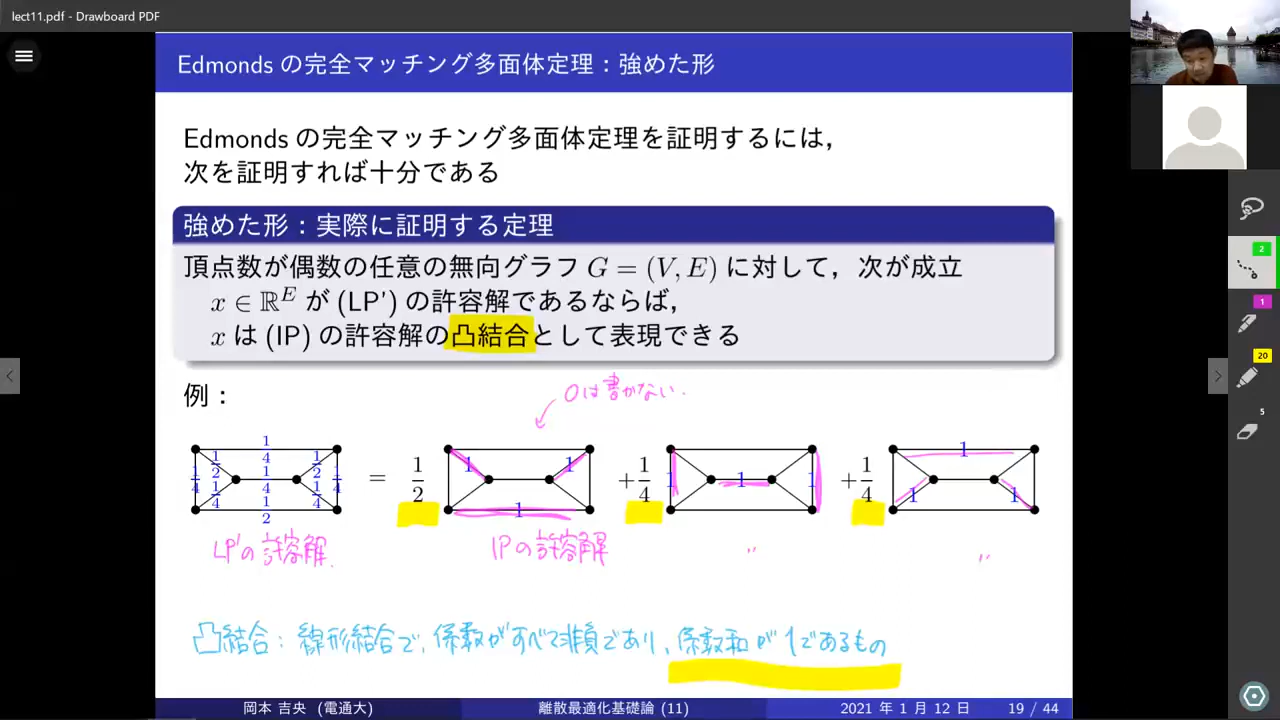 lect11.pdf - Drawboard PDF
Edmonds の完全マッチング多面体定理：強めた形
Edmonds の完全マッチング多面体定理を証明するには，
次を証明すれば十分である
強めた形：実際に証明する定理
頂点数が偶数の任意の無向グラフ G = (V, E) に対して，次が成立
x ∈ ℝ^E が (LP') の許容解であるならば，
x は (IP) の許容解の凸結合として表現できる
例：
0は書かない.
1/4 1/2 1/2 1/4 1/4 1/4 1/4 1/4 1/2 = 1/2 1 1 1 +1/4 1 1 1 +1/4 1 1 1
LP'の許容解. IPの許容解 〃 〃
凸結合：線形結合で，係数がすべて非負であり，係数和が1であるもの
岡本 吉央 (電通大) 離散最適化基礎論 (11) 2021 年 1 月 12 日 19 / 44
2
1
20
5